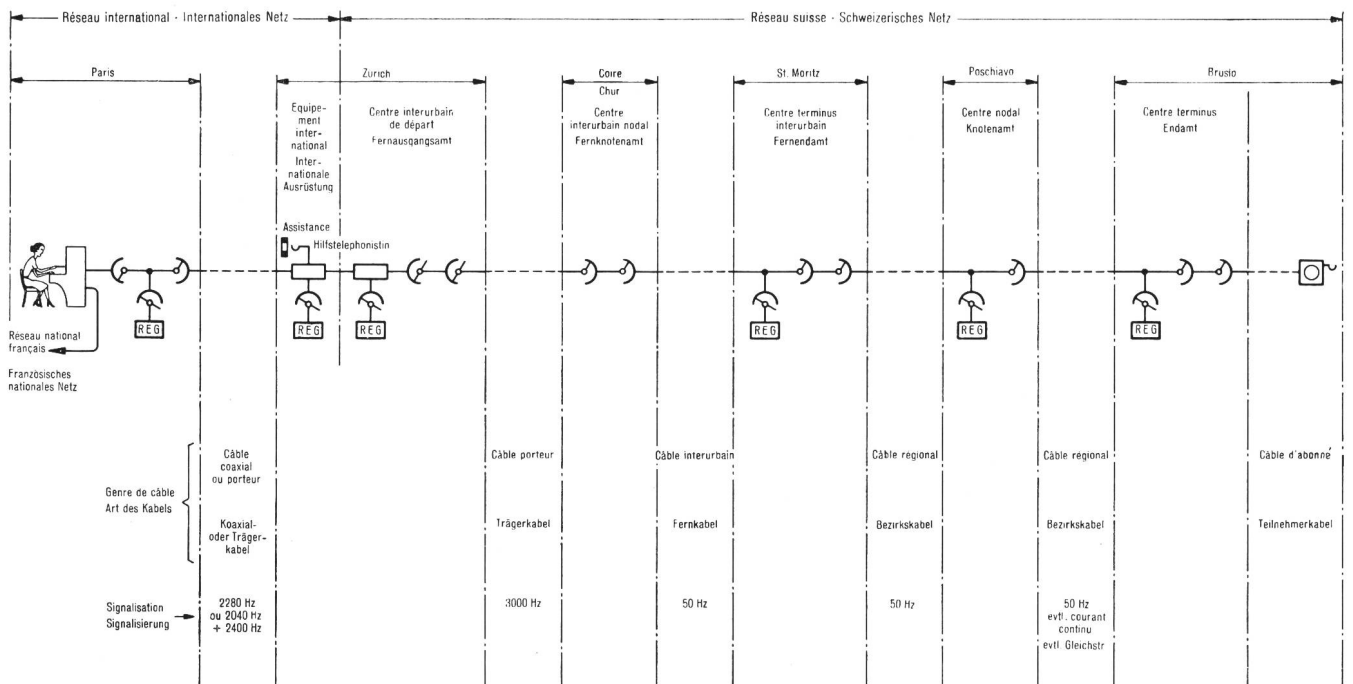 Réseau international - Internationales Netz
Réseau suisse - Schweizerisches Netz
Paris
Zürich
Coire
Chur
St. Moritz
Poschiavo
Brusio
Equipe-
ment
inter-
national
Inter-
nationale
Ausrüstung
Centre interurbain
de départ
Fernausgangsamt
Centre
interurbain nodal
Fernknotenamt
Centre terminus
interurbain
Fernendamt
Centre nodal
Knotenamt
Centre terminus
Endamt
Assistance
Hilfstelephonistin
REG
REG
REG
REG
REG
REG
Réseau national
français
Französisches
nationales Netz
Genre de câble
Art des Kabels
Câble
coaxial
ou porteur
Koaxial-
oder Träger-
kabel
Câble porteur
Trägerkabel
Câble interurbain
Fernkabel
Câble régional
Bezirkskabel
Câble régional
Bezirkskabel
Câble d'abonné
Teilnehmerkabel
Signalisation
Signalisierung
2280 Hz
ou 2040 Hz
+ 2400 Hz
3000 Hz
50 Hz
50 Hz
50 Hz
evtl. courant
continu
evtl. Gleichstr